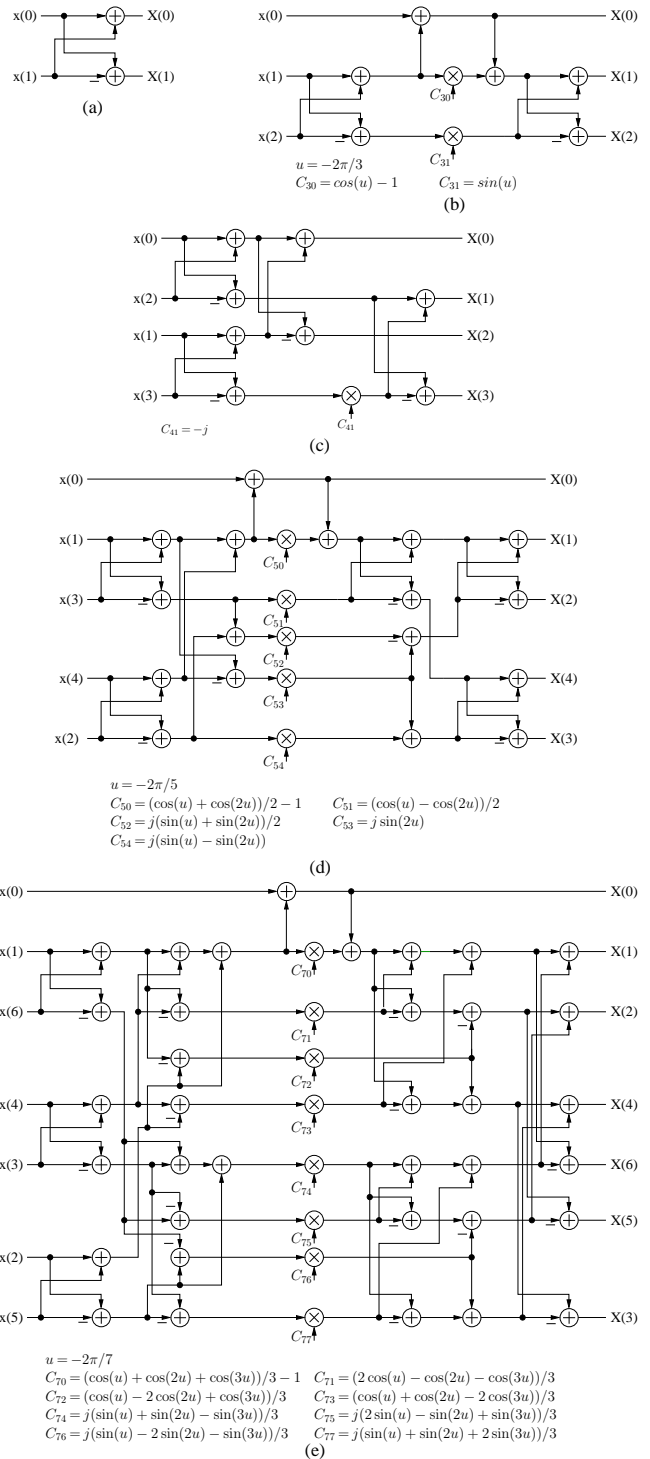 x(0) X(0)
x(1) − X(1)
(a)
x(0) X(0)
x(1) X(1)
C₃₀
x(2) − − X(2)
C₃₁
u = −2π/3
C₃₀ = cos(u) − 1 C₃₁ = sin(u)
(b)
x(0) X(0)
x(2) − X(1)
x(1) − X(2)
x(3) − − X(3)
C₄₁ = −j C₄₁
(c)
x(0) X(0)
x(1) X(1)
C₅₀
x(3) − − − X(2)
C₅₁
−
C₅₂
x(4) − X(4)
C₅₃
x(2) − − X(3)
C₅₄
u = −2π/5
C₅₀ = (cos(u) + cos(2u))/2 − 1 C₅₁ = (cos(u) − cos(2u))/2
C₅₂ = j(sin(u) + sin(2u))/2 C₅₃ = j sin(2u)
C₅₄ = j(sin(u) − sin(2u))
(d)
x(0) X(0)
x(1) X(1)
C₇₀
x(6) − − − − X(2)
C₇₁
−
C₇₂
x(4) − − X(4)
C₇₃
x(3) − − X(6)
C₇₄
− − − X(5)
C₇₅
x(2) −
C₇₆
x(5) − − − − X(3)
C₇₇
u = −2π/7
C₇₀ = (cos(u) + cos(2u) + cos(3u))/3 − 1 C₇₁ = (2 cos(u) − cos(2u) − cos(3u))/3
C₇₂ = (cos(u) − 2 cos(2u) + cos(3u))/3 C₇₃ = (cos(u) + cos(2u) − 2 cos(3u))/3
C₇₄ = j(sin(u) + sin(2u) − sin(3u))/3 C₇₅ = j(2 sin(u) − sin(2u) + sin(3u))/3
C₇₆ = j(sin(u) − 2 sin(2u) − sin(3u))/3 C₇₇ = j(sin(u) + sin(2u) + 2 sin(3u))/3
(e)